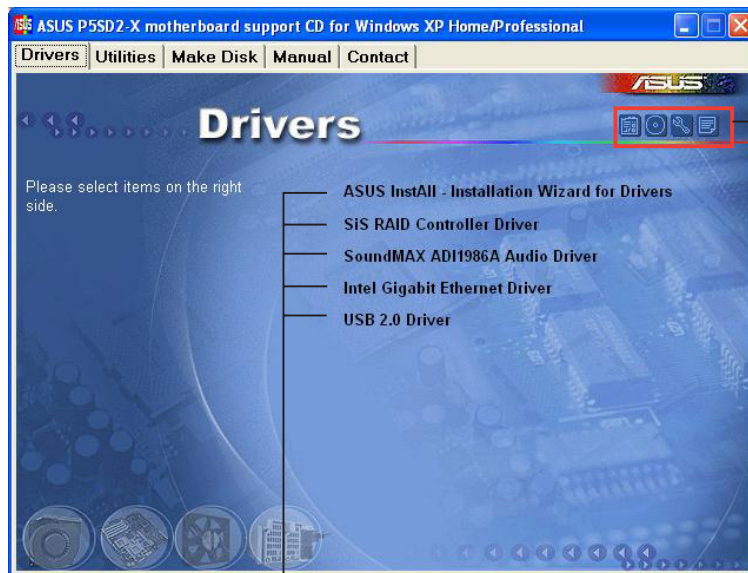 ASUS P5SD2-X motherboard support CD for Windows XP Home/Professional
Drivers Utilities Make Disk Manual Contact
ASUS
Drivers
Please select items on the right
side.
ASUS InstAll - Installation Wizard for Drivers
SiS RAID Controller Driver
SoundMAX ADI1986A Audio Driver
Intel Gigabit Ethernet Driver
USB 2.0 Driver